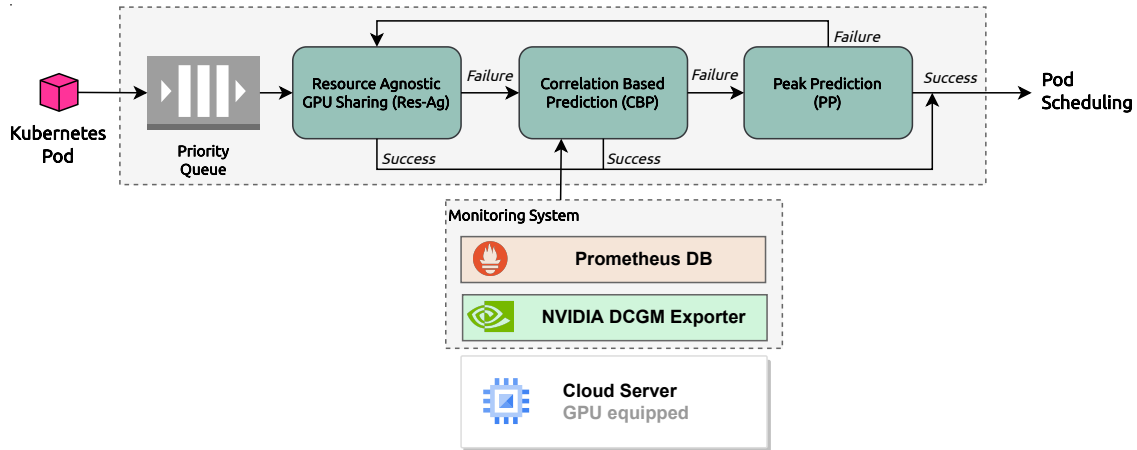 Failure
Success
Resource Agnostic
GPU Sharing (Res-Ag)
Failure
Correlation Based
Prediction (CBP)
Failure
Peak Prediction
(PP)
Pod
Scheduling
Kubernetes
Pod
Priority
Queue
Success
Success
Monitoring System
Prometheus DB
NVIDIA DCGM Exporter
Cloud Server
GPU equipped